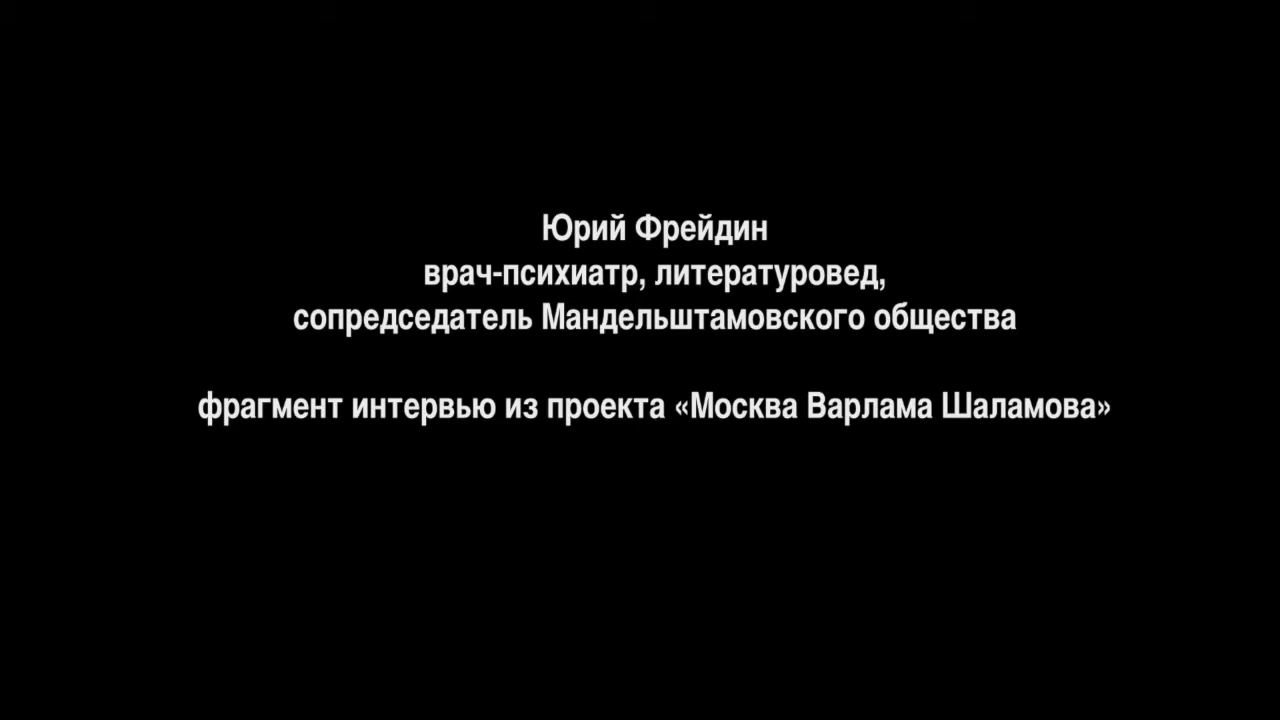 Юрий Фрейдин
врач-психиатр, литературовед,
сопредседатель Мандельштамовского общества
фрагмент интервью из проекта «Москва Варлама Шаламова»